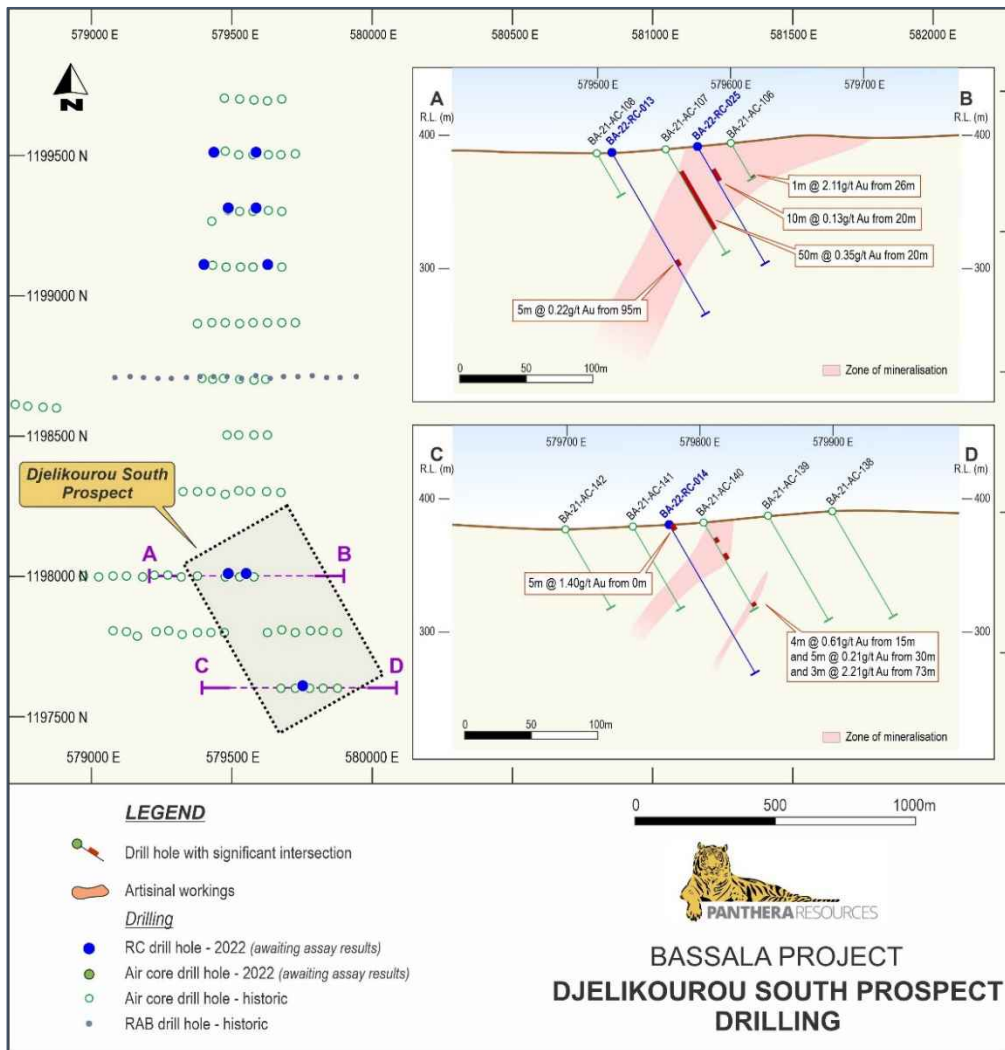 579000 E
579500 E
580000 E
580500 E
581000 E
581500 E
582000 E
1199500 N
1199000 N
1198500 N
1198000 N
1197500 N
N
Djelikourou South
Prospect
A
B
C
D
579000 E
579500 E
580000 E
A
B
R.L. (m)
R.L. (m)
579500 E
579600 E
579700 E
400
400
300
300
BA-21-AC-108
BA-22-RC-013
BA-21-AC-107
BA-22-RC-025
BA-21-AC-106
1m @ 2.11g/t Au from 26m
10m @ 0.13g/t Au from 20m
50m @ 0.35g/t Au from 20m
5m @ 0.22g/t Au from 95m
0
50
100m
Zone of mineralisation
C
D
R.L. (m)
R.L. (m)
579700 E
579800 E
579900 E
400
400
300
300
BA-21-AC-142
BA-21-AC-141
BA-22-RC-014
BA-21-AC-140
BA-21-AC-139
BA-21-AC-138
5m @ 1.40g/t Au from 0m
4m @ 0.61g/t Au from 15m
and 5m @ 0.21g/t Au from 30m
and 3m @ 2.21g/t Au from 73m
0
50
100m
Zone of mineralisation
LEGEND
Drill hole with significant intersection
Artisinal workings
Drilling
RC drill hole - 2022 (awaiting assay results)
Air core drill hole - 2022 (awaiting assay results)
Air core drill hole - historic
RAB drill hole - historic
0
500
1000m
PANTHERA RESOURCES
BASSALA PROJECT
DJELIKOUROU SOUTH PROSPECT
DRILLING